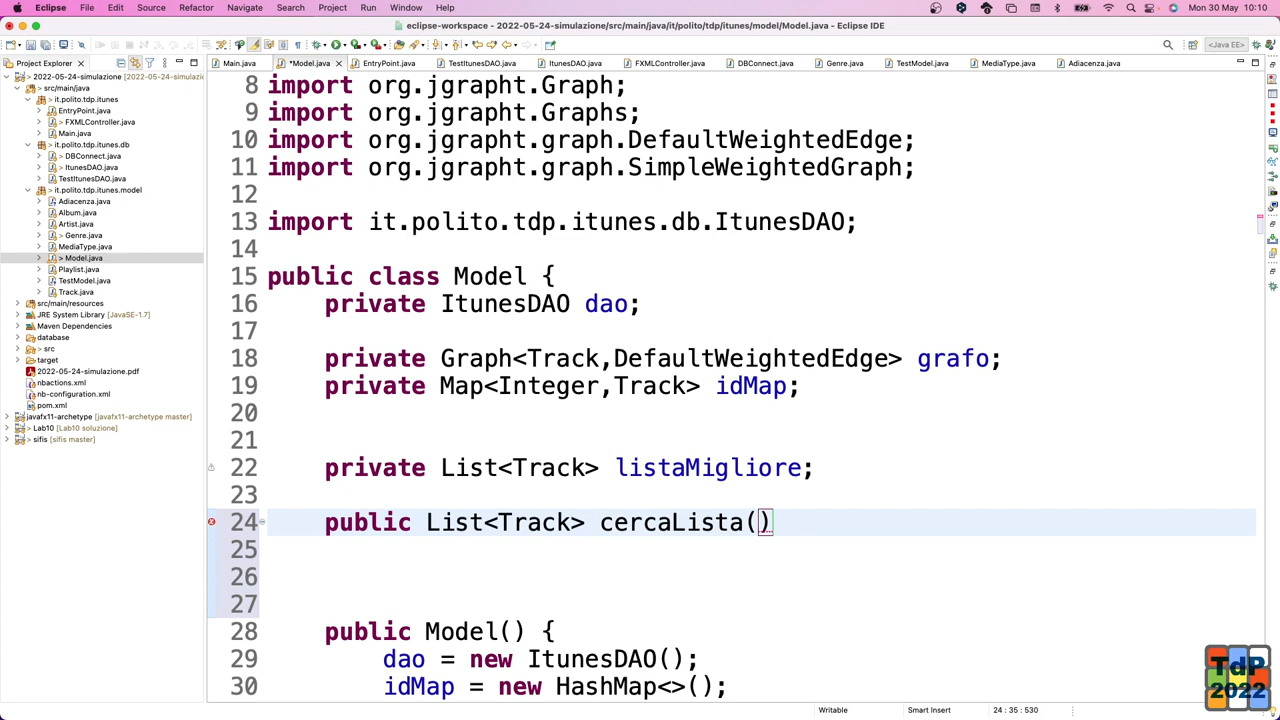 Eclipse File Edit Source Refactor Navigate Search Project Run Window Help Mon 30 May 10:10
eclipse-workspace - 2022-05-24-simulazione/src/main/java/it/polito/tdp/itunes/model/Model.java - Eclipse IDE
<Java EE>
Project Explorer
Main.java *Model.java EntryPoint.java TestItunesDAO.java ItunesDAO.java FXMLController.java DBConnect.java Genre.java TestModel.java MediaType.java Adiacenza.java
2022-05-24-simulazione
src/main/java
it.polito.tdp.itunes
EntryPoint.java
> FXMLController.java
Main.java
it.polito.tdp.itunes.db
> DBConnect.java
> ItunesDAO.java
TestItunesDAO.java
it.polito.tdp.itunes.model
Adiacenza.java
Album.java
Artist.java
> Genre.java
MediaType.java
> Model.java
Playlist.java
TestModel.java
Track.java
src/main/resources
JRE System Library [JavaSE-1.7]
Maven Dependencies
database
> src
target
2022-05-24-simulazione.pdf
nbactions.xml
nb-configuration.xml
pom.xml
javafx11-archetype [javafx11-archetype master]
Lab10 [Lab10 soluzione]
sifis [sifis master]
8 import org.jgrapht.Graph;
9 import org.jgrapht.Graphs;
10 import org.jgrapht.graph.DefaultWeightedEdge;
11 import org.jgrapht.graph.SimpleWeightedGraph;
12
13 import it.polito.tdp.itunes.db.ItunesDAO;
14
15 public class Model {
16 private ItunesDAO dao;
17
18 private Graph<Track,DefaultWeightedEdge> grafo;
19 private Map<Integer,Track> idMap;
20
21
22 private List<Track> listaMigliore;
23
24 public List<Track> cercaLista()
25
26
27
28 public Model() {
29 dao = new ItunesDAO();
30 idMap = new HashMap<>();
Writable Smart Insert 24 : 35 : 530
TdP
2022